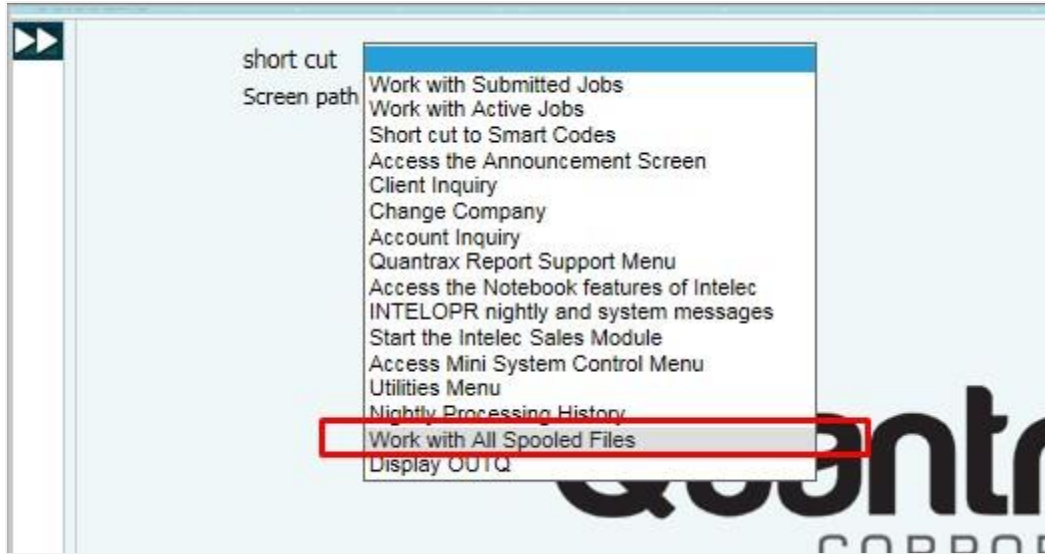 short cut
Screen path
Work with Submitted Jobs
Work with Active Jobs
Short cut to Smart Codes
Access the Announcement Screen
Client Inquiry
Change Company
Account Inquiry
Quantrax Report Support Menu
Access the Notebook features of Intelec
INTELOPR nightly and system messages
Start the Intelec Sales Module
Access Mini System Control Menu
Utilities Menu
Nightly Processing History
Work with All Spooled Files
Display OUTQ
Quantr
CORPOR